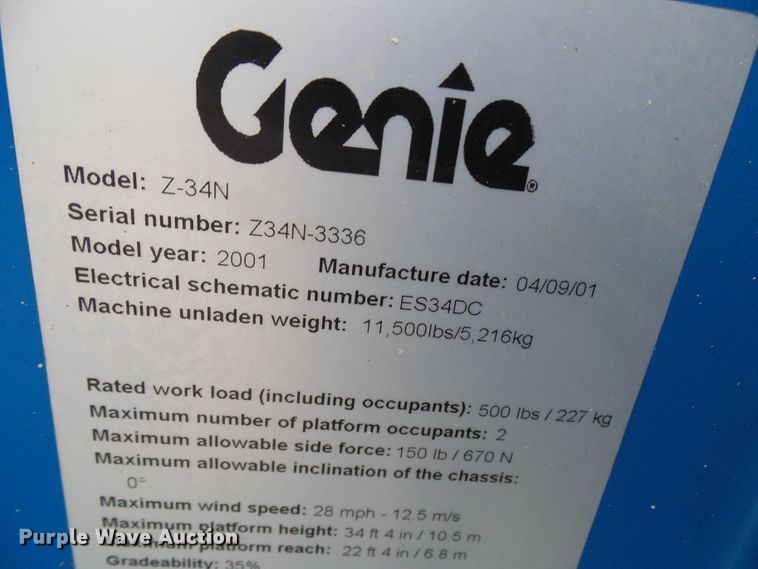 Genie®
Model: Z-34N
Serial number: Z34N-3336
Model year: 2001 Manufacture date: 04/09/01
Electrical schematic number: ES34DC
Machine unladen weight: 11,500lbs/5,216kg
Rated work load (including occupants): 500 lbs / 227 kg
Maximum number of platform occupants: 2
Maximum allowable side force: 150 lb / 670 N
Maximum allowable inclination of the chassis:
0°
Maximum wind speed: 28 mph - 12.5 m/s
Maximum platform height: 34 ft 4 in / 10.5 m
Maximum platform reach: 22 ft 4 in / 6.8 m
Gradeability: 35%
Purple Wave Auction